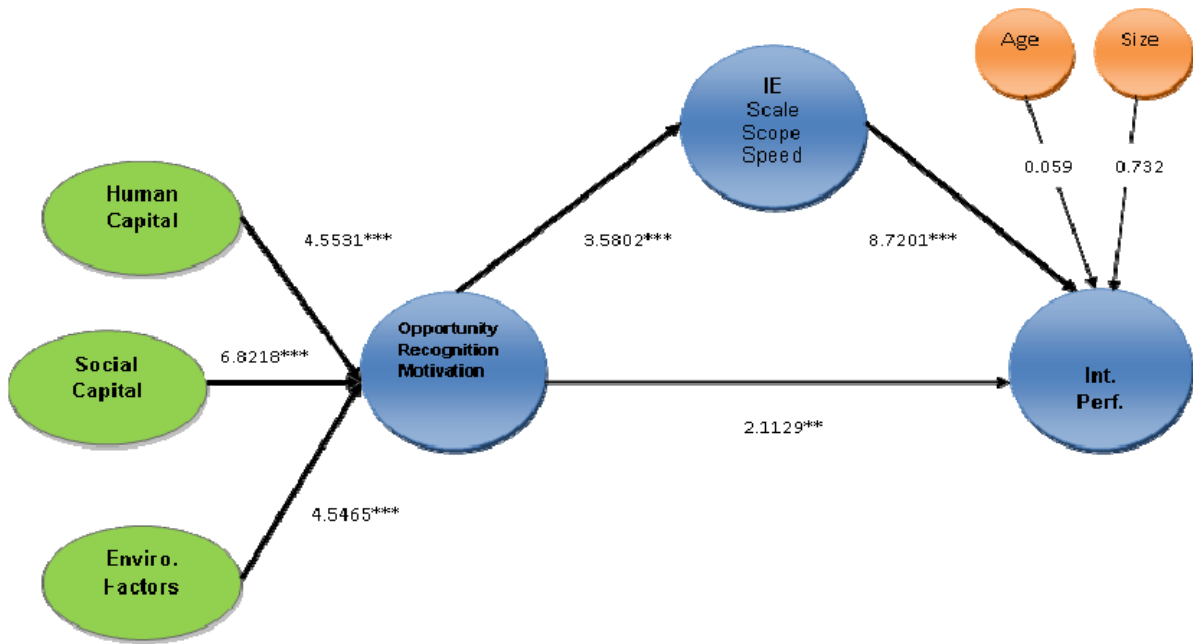 Age
Size
IE
Scale
Scope
Speed
0.059
0.732
Human
Capital
4.5531***
3.5802***
8.7201***
Opportunity
Recognition
Motivation
Social
Capital
6.8218***
Int.
Perf.
2.1129**
4.5465***
Enviro.
Factors